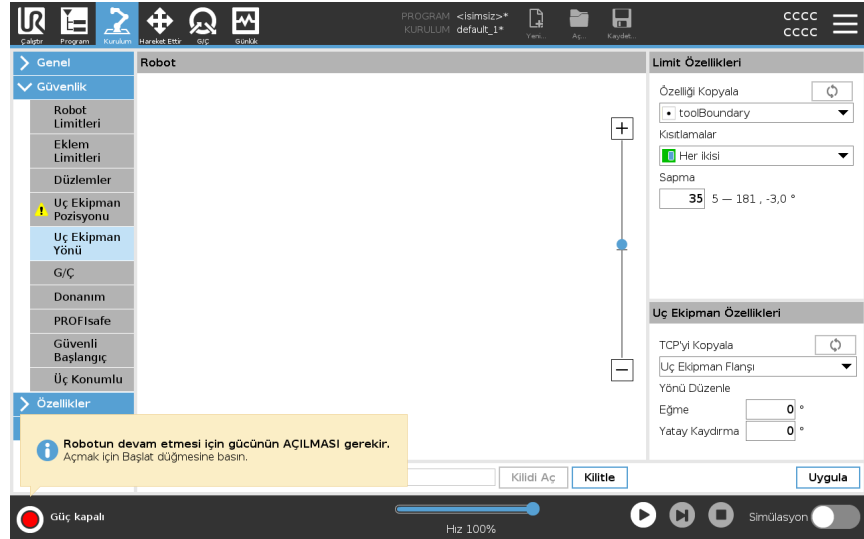 UR
PROGRAM <isimsiz>*
KURULUM default_1*
cccc
cccc
Çalıştır
Program
Kurulum
Hareket Ettir
G/Ç
Günlük
Yeni...
Aç...
Kaydet...
Genel
Güvenlik
Robot
Limitleri
Eklem
Limitleri
Düzlemler
Uç Ekipman
Pozisyonu
Uç Ekipman
Yönü
G/Ç
Donanım
PROFIsafe
Güvenli
Başlangıç
Üç Konumlu
Özellikler
Robot
Limit Özellikleri
Özelliği Kopyala
toolBoundary
Kısıtlamalar
Her ikisi
Sapma
35 5 — 181 , -3,0 °
Uç Ekipman Özellikleri
TCP'yi Kopyala
Uç Ekipman Flanşı
Yönü Düzenle
Eğme 0 °
Yatay Kaydırma 0 °
Robotun devam etmesi için gücünün AÇILMASI gerekir.
Açmak için Başlat düğmesine basın.
Kilidi Aç
Kilitle
Uygula
Güç kapalı
Hız 100%
Simülasyon